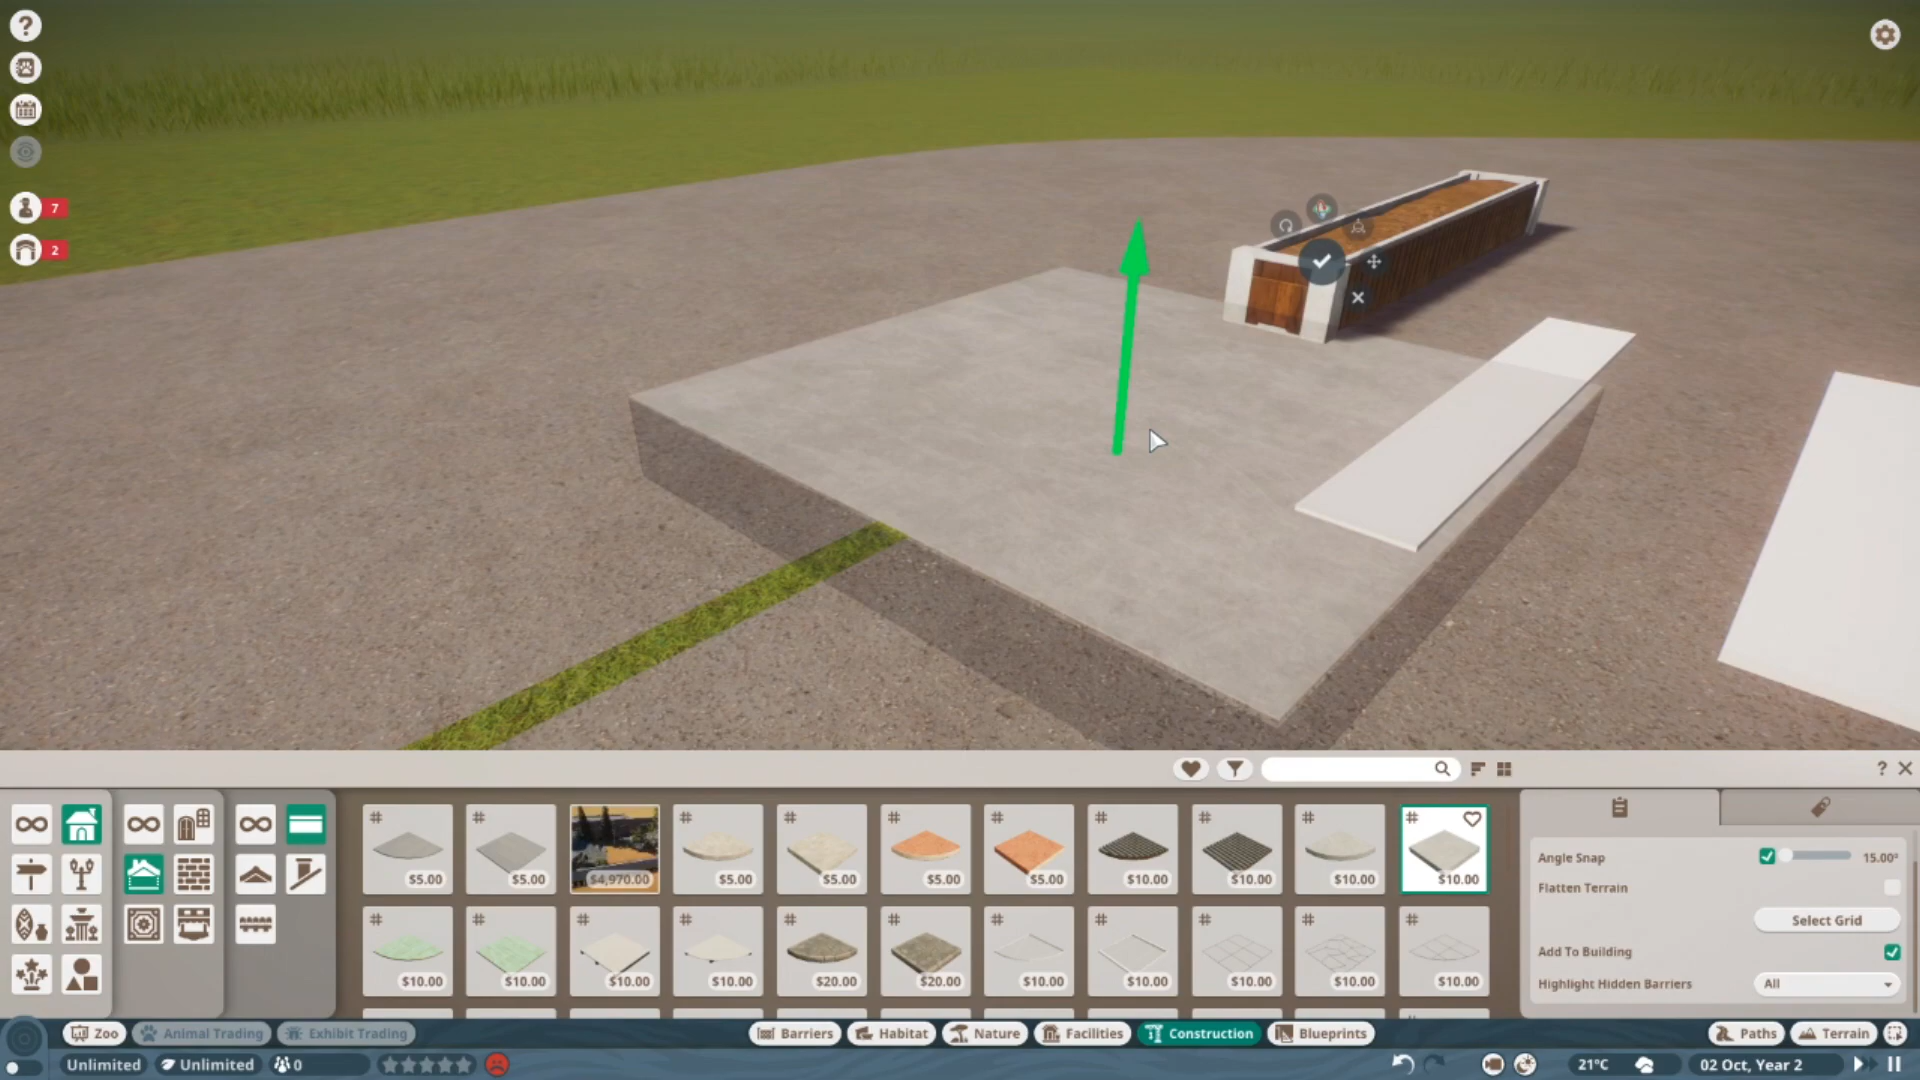 ?
7
2
? ×
$5.00 $5.00 $4,970.00 $5.00 $5.00 $5.00 $5.00 $10.00 $10.00 $10.00 $10.00
$10.00 $10.00 $10.00 $10.00 $20.00 $20.00 $10.00 $10.00 $10.00 $10.00 $10.00
Angle Snap 15.00°
Flatten Terrain
Select Grid
Add To Building
Highlight Hidden Barriers All
Zoo Animal Trading Exhibit Trading Barriers Habitat Nature Facilities Construction Blueprints Paths Terrain
Unlimited Unlimited 0 21°C 02 Oct, Year 2